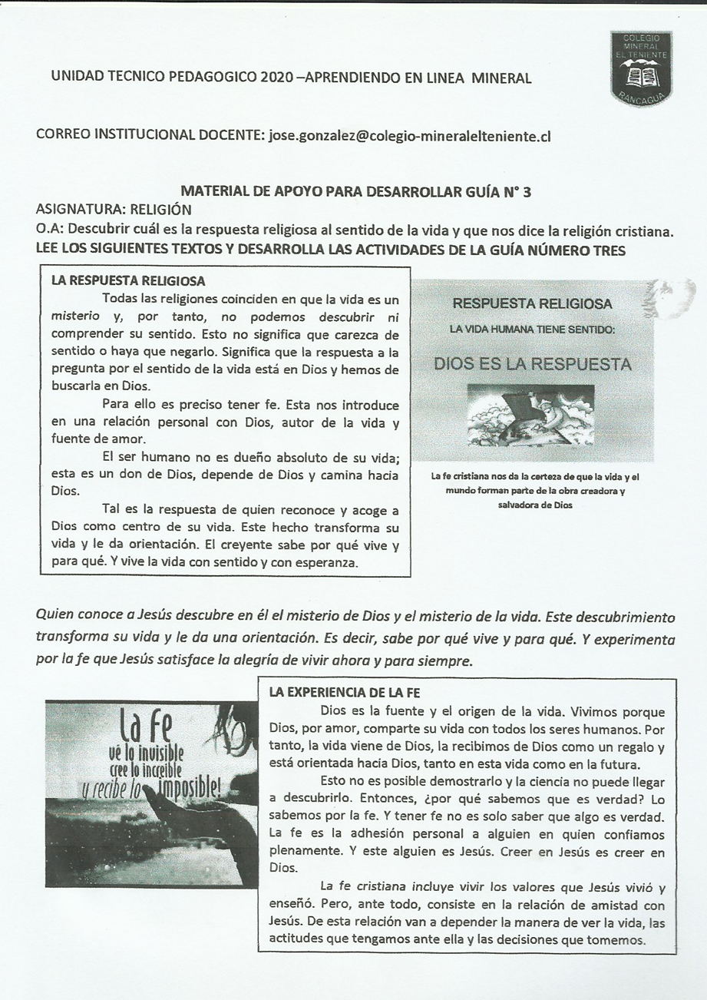 COLEGIO
MINERAL
EL TENIENTE
RANCAGUA
UNIDAD TECNICO PEDAGOGICO 2020 –APRENDIENDO EN LINEA MINERAL
CORREO INSTITUCIONAL DOCENTE: jose.gonzalez@colegio-mineralelteniente.cl
MATERIAL DE APOYO PARA DESARROLLAR GUÍA N° 3
ASIGNATURA: RELIGIÓN
O.A: Descubrir cuál es la respuesta religiosa al sentido de la vida y que nos dice la religión cristiana.
LEE LOS SIGUIENTES TEXTOS Y DESARROLLA LAS ACTIVIDADES DE LA GUÍA NÚMERO TRES
LA RESPUESTA RELIGIOSA
Todas las religiones coinciden en que la vida es un
misterio y, por tanto, no podemos descubrir ni
comprender su sentido. Esto no significa que carezca de
sentido o haya que negarlo. Significa que la respuesta a la
pregunta por el sentido de la vida está en Dios y hemos de
buscarla en Dios.
Para ello es preciso tener fe. Esta nos introduce
en una relación personal con Dios, autor de la vida y
fuente de amor.
El ser humano no es dueño absoluto de su vida;
esta es un don de Dios, depende de Dios y camina hacia
Dios.
Tal es la respuesta de quien reconoce y acoge a
Dios como centro de su vida. Este hecho transforma su
vida y le da orientación. El creyente sabe por qué vive y
para qué. Y vive la vida con sentido y con esperanza.
RESPUESTA RELIGIOSA
LA VIDA HUMANA TIENE SENTIDO:
DIOS ES LA RESPUESTA
La fe cristiana nos da la certeza de que la vida y el
mundo forman parte de la obra creadora y
salvadora de Dios
Quien conoce a Jesús descubre en él el misterio de Dios y el misterio de la vida. Este descubrimiento
transforma su vida y le da una orientación. Es decir, sabe por qué vive y para qué. Y experimenta
por la fe que Jesús satisface la alegría de vivir ahora y para siempre.
La fe
ve lo invisible
cree lo increíble
y recibe lo imposible!
LA EXPERIENCIA DE LA FE
Dios es la fuente y el origen de la vida. Vivimos porque
Dios, por amor, comparte su vida con todos los seres humanos. Por
tanto, la vida viene de Dios, la recibimos de Dios como un regalo y
está orientada hacia Dios, tanto en esta vida como en la futura.
Esto no es posible demostrarlo y la ciencia no puede llegar
a descubrirlo. Entonces, ¿por qué sabemos que es verdad? Lo
sabemos por la fe. Y tener fe no es solo saber que algo es verdad.
La fe es la adhesión personal a alguien en quien confiamos
plenamente. Y este alguien es Jesús. Creer en Jesús es creer en
Dios.
La fe cristiana incluye vivir los valores que Jesús vivió y
enseñó. Pero, ante todo, consiste en la relación de amistad con
Jesús. De esta relación van a depender la manera de ver la vida, las
actitudes que tengamos ante ella y las decisiones que tomemos.